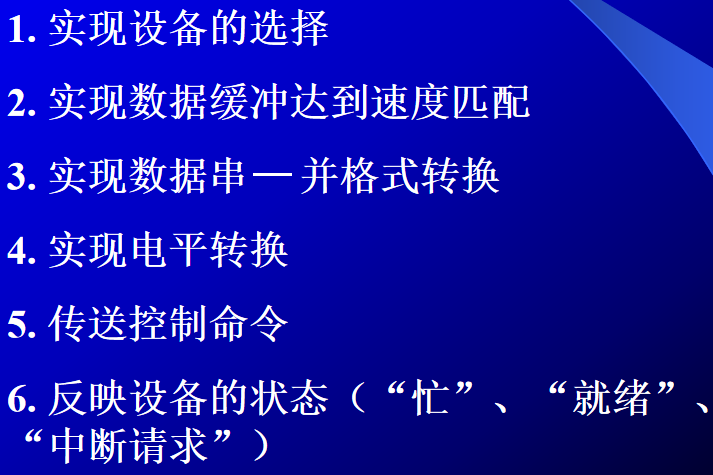 1. 实现设备的选择
2. 实现数据缓冲达到速度匹配
3. 实现数据串—并格式转换
4. 实现电平转换
5. 传送控制命令
6. 反映设备的状态（“忙”、“就绪”、
“中断请求”）